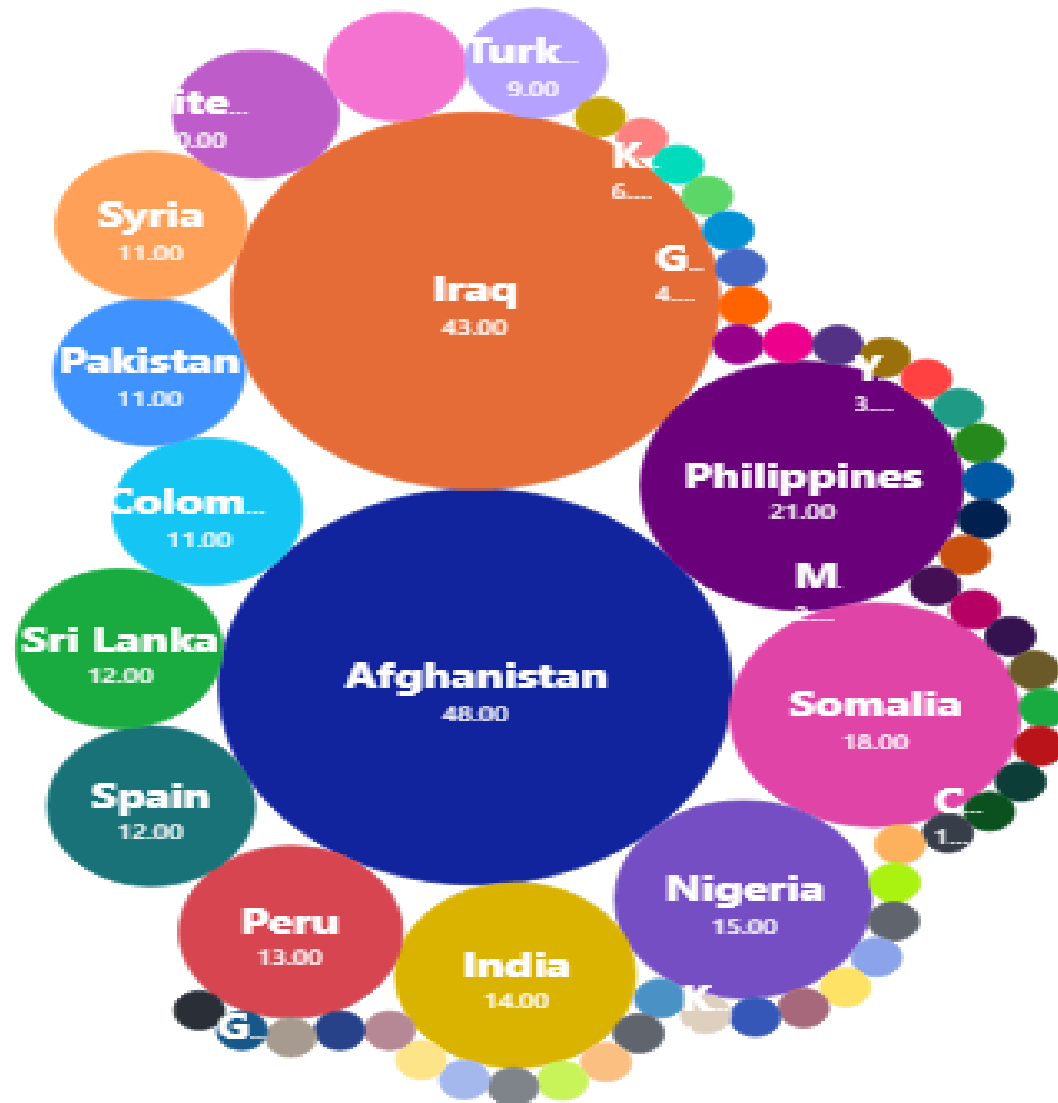 Turk...
9.00
ite...
0.00
K...
6....
Syria
11.00
G...
4....
Iraq
43.00
Pakistan
11.00
Y
3....
Philippines
21.00
Colom...
11.00
M.
2....
Sri Lanka
12.00
Afghanistan
48.00
Somalia
18.00
Spain
12.00
C...
1....
Nigeria
15.00
Peru
13.00
India
14.00
K...
G...